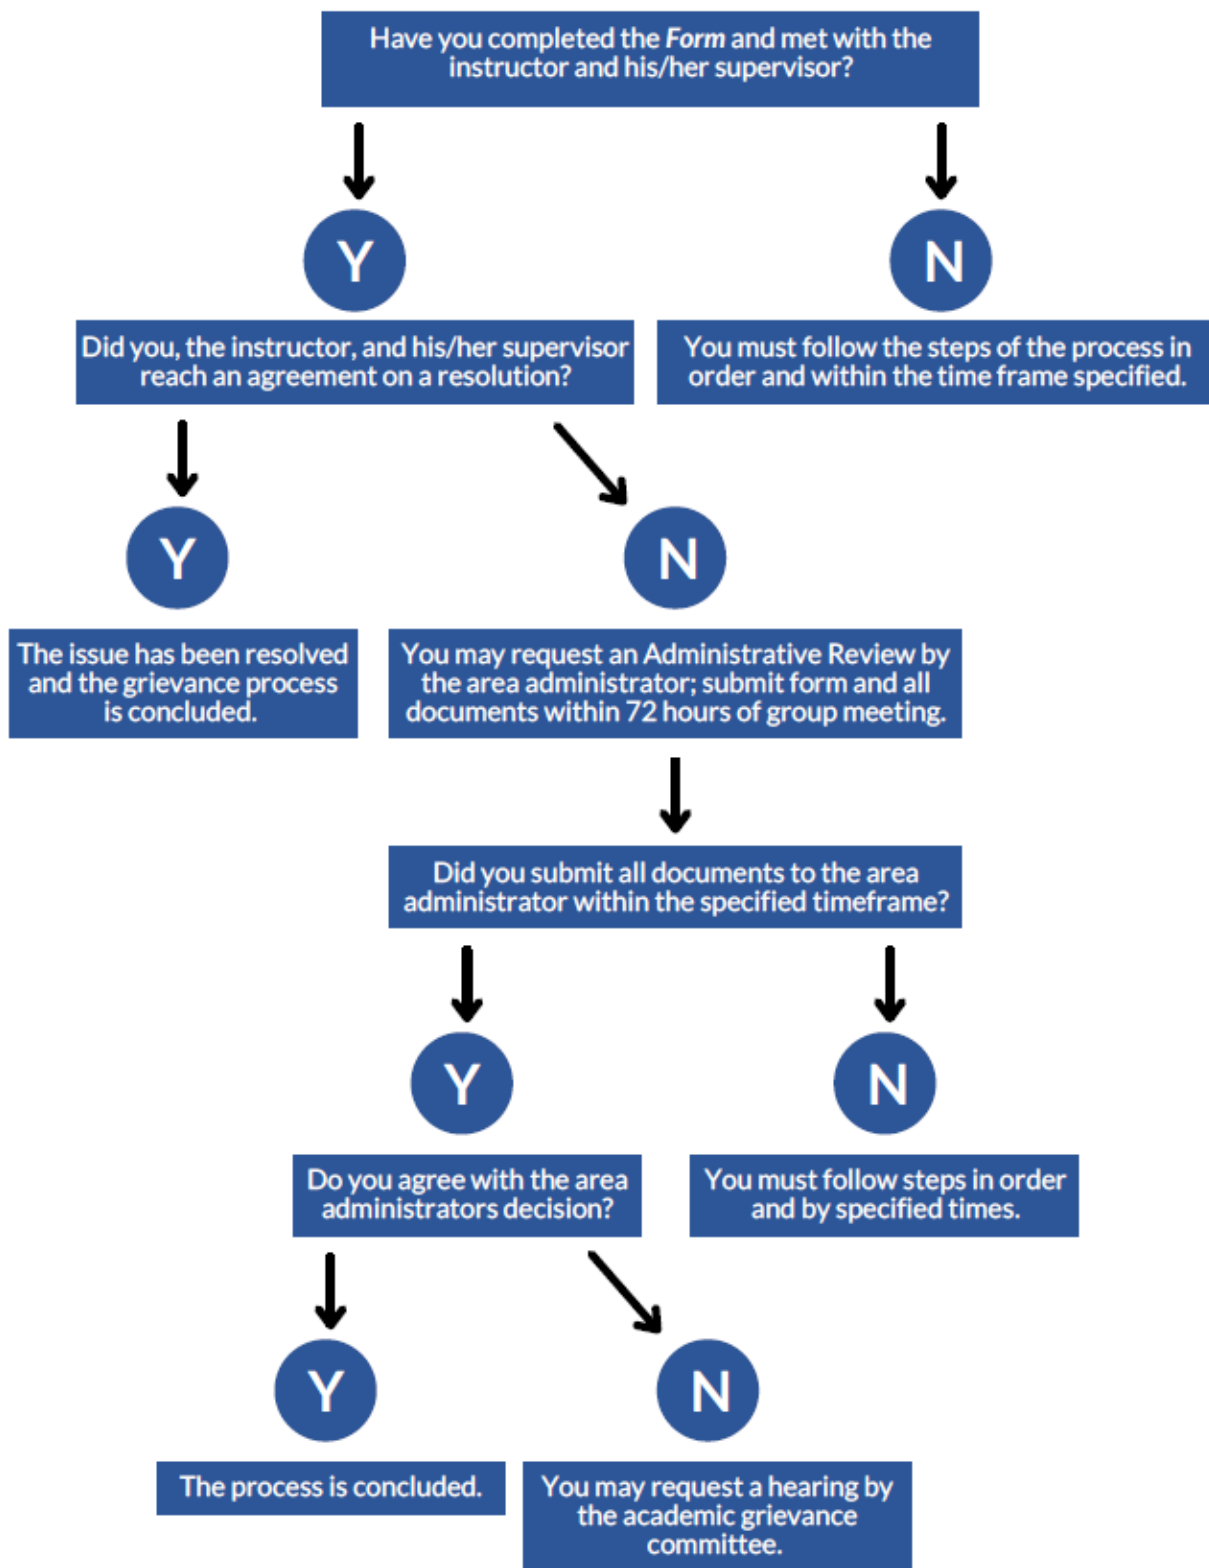 Have you completed the Form and met with the
instructor and his/her supervisor?
Y
N
Did you, the instructor, and his/her supervisor
reach an agreement on a resolution?
You must follow the steps of the process in
order and within the time frame specified.
Y
N
The issue has been resolved
and the grievance process
is concluded.
You may request an Administrative Review by
the area administrator; submit form and all
documents within 72 hours of group meeting.
Did you submit all documents to the area
administrator within the specified timeframe?
Y
N
Do you agree with the area
administrators decision?
You must follow steps in order
and by specified times.
Y
N
The process is concluded.
You may request a hearing by
the academic grievance
committee.